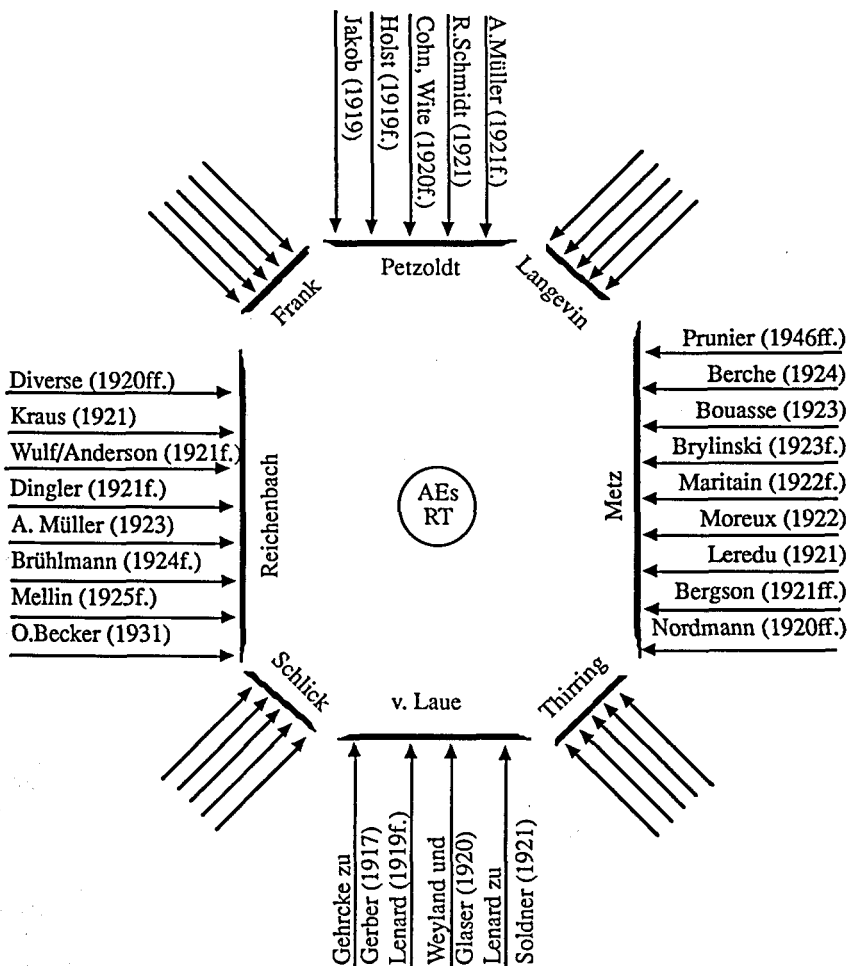 A.Müller (1921f.)
R.Schmidt (1921)
Cohn, Wite (1920f.)
Holst (1919f.)
Jakob (1919)
Petzoldt
Frank
Langevin
Diverse (1920ff.)
Kraus (1921)
Wulf/Anderson (1921f.)
Dingler (1921f.)
A. Müller (1923)
Brühlmann (1924f.)
Mellin (1925f.)
O.Becker (1931)
Reichenbach
AEs
RT
Metz
Prunier (1946ff.)
Berche (1924)
Bouasse (1923)
Brylinski (1923f.)
Maritain (1922f.)
Moreux (1922)
Leredu (1921)
Bergson (1921ff.)
Nordmann (1920ff.)
Schlick
v. Laue
Thirring
Gehrcke zu
Gerber (1917)
Lenard (1919f.)
Weyland und
Glaser (1920)
Lenard zu
Soldner (1921)